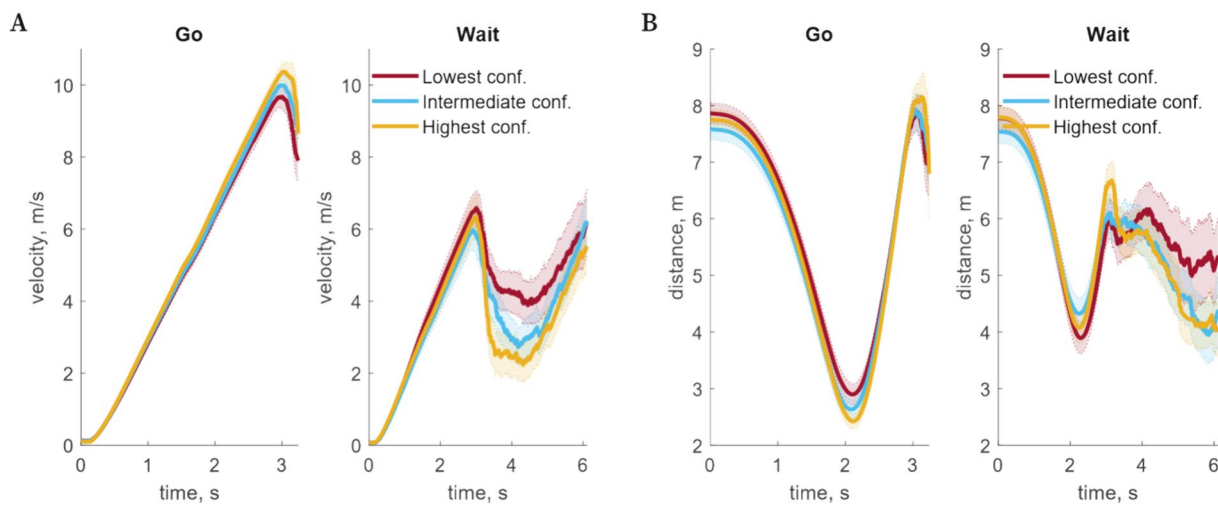 A
B
Go
Wait
Go
Wait
velocity, m/s
10
8
6
4
2
0
0
1
2
3
time, s
velocity, m/s
10
8
6
4
2
0
0
2
4
6
time, s
Lowest conf.
Intermediate conf.
Highest conf.
distance, m
9
8
7
6
5
4
3
2
0
1
2
3
time, s
distance, m
9
8
7
6
5
4
3
2
0
2
4
6
time, s
Lowest conf.
Intermediate conf.
Highest conf.